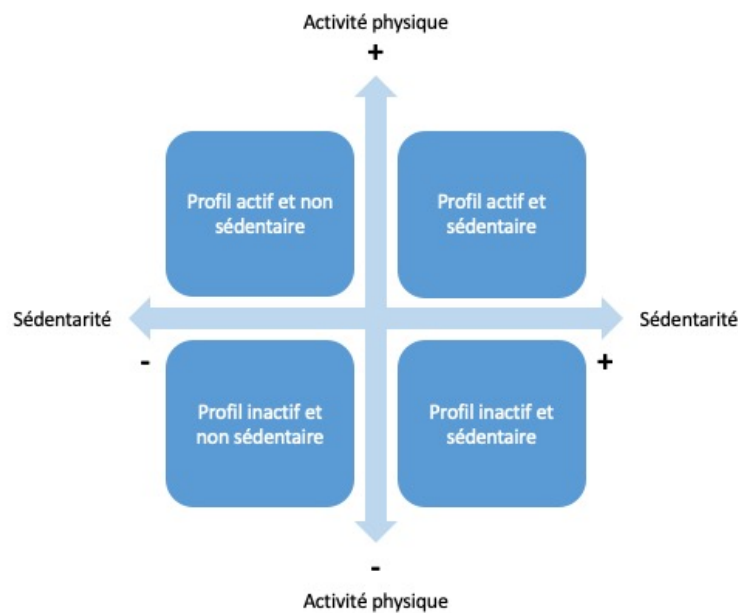 Activité physique
+
Profil actif et non
sédentaire
Profil actif et
sédentaire
Sédentarité
Sédentarité
-
+
Profil inactif et
non sédentaire
Profil inactif et
sédentaire
-
Activité physique